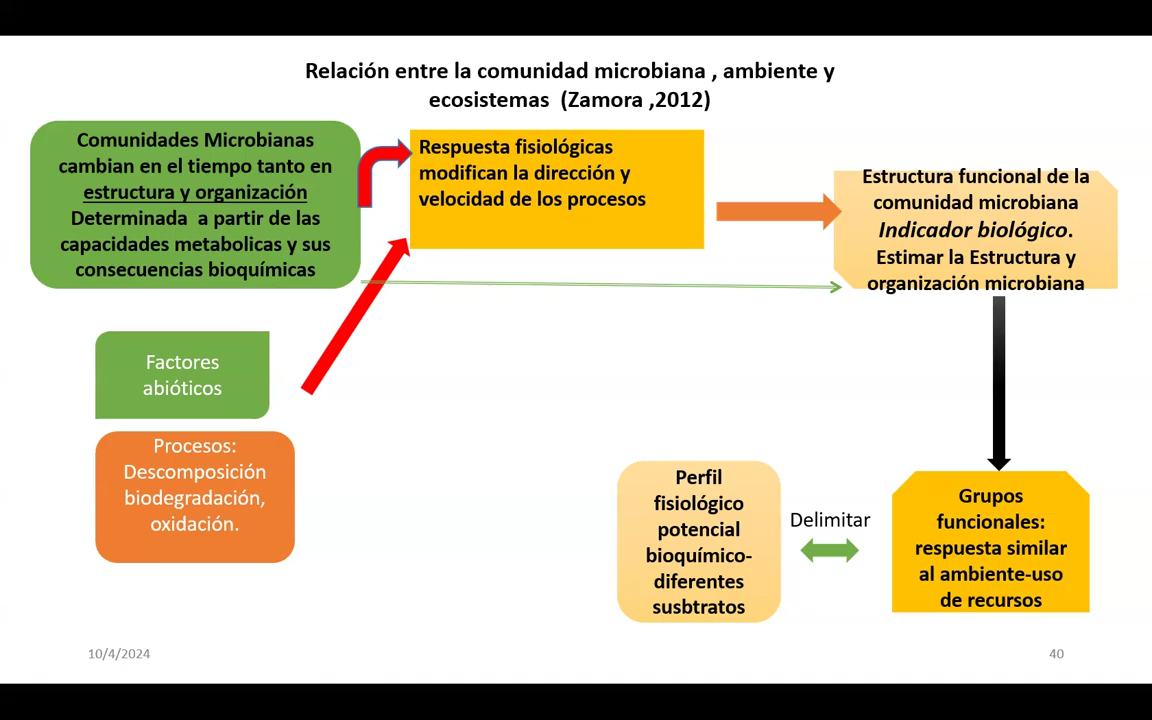 Relación entre la comunidad microbiana , ambiente y
ecosistemas (Zamora ,2012)
Comunidades Microbianas
cambian en el tiempo tanto en
estructura y organización
Determinada a partir de las
capacidades metabolicas y sus
consecuencias bioquímicas
Respuesta fisiológicas
modifican la dirección y
velocidad de los procesos
Estructura funcional de la
comunidad microbiana
Indicador biológico.
Estimar la Estructura y
organización microbiana
Factores
abióticos
Procesos:
Descomposición
biodegradación,
oxidación.
Perfil
fisiológico
potencial
bioquímico-
diferentes
susbtratos
Delimitar
Grupos
funcionales:
respuesta similar
al ambiente-uso
de recursos
10/4/2024
40